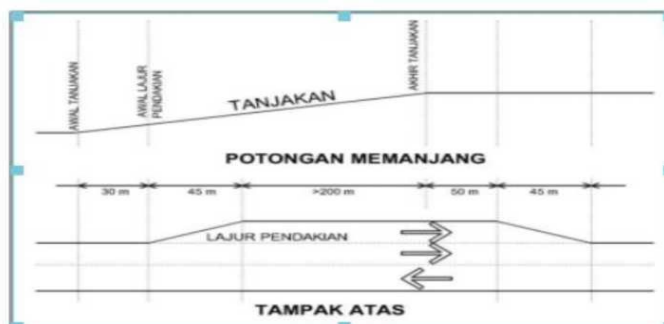 AWAL TANJAKAN
AWAL LAJUR
PENDAKIAN
TANJAKAN
AKHIR TANJAKAN
POTONGAN MEMANJANG
30 m
45 m
>200 m
50 m
45 m
LAJUR PENDAKIAN
TAMPAK ATAS